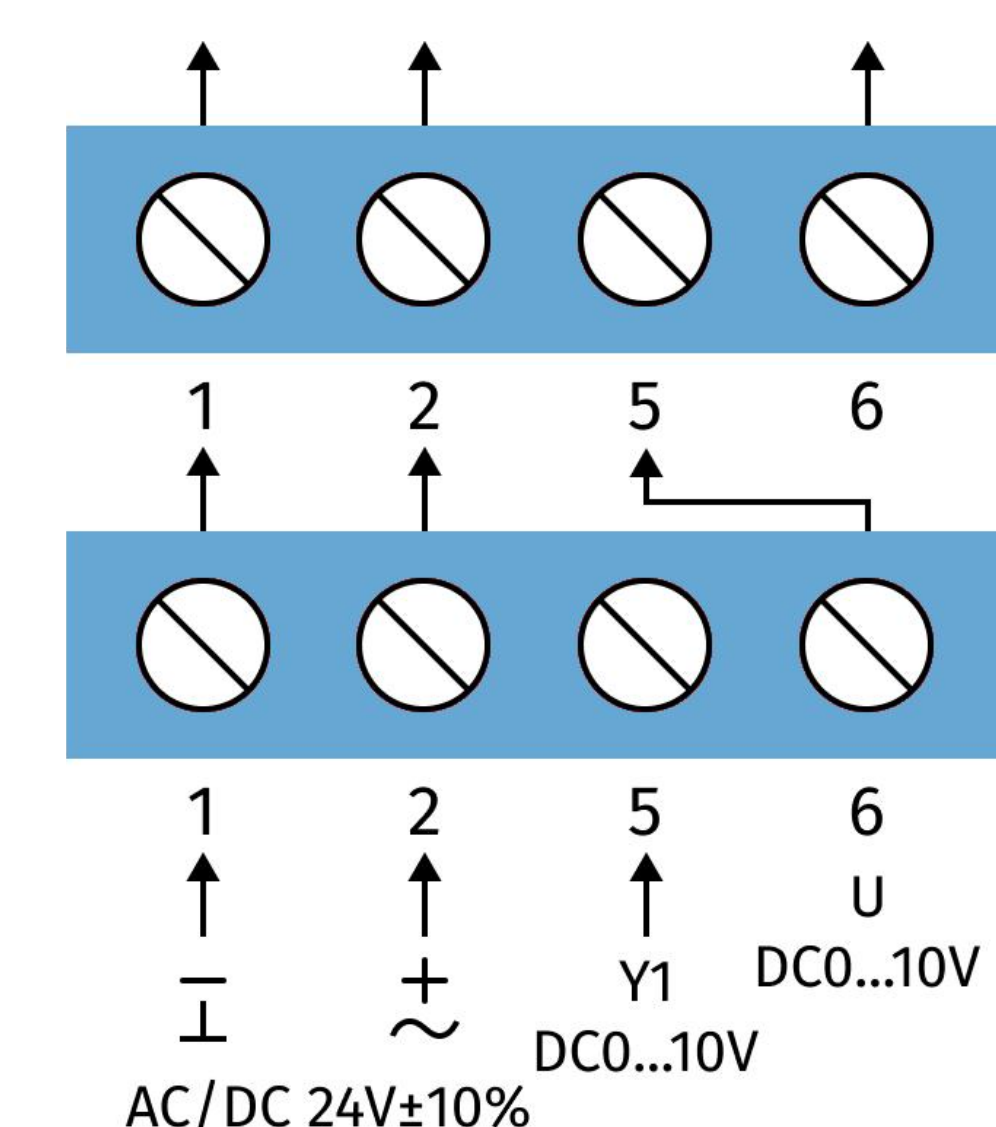 1 2 5 6
1 2 5 6
U
− + Y1 DC0...10V
⊥ ~ DC0...10V
AC/DC 24V±10%